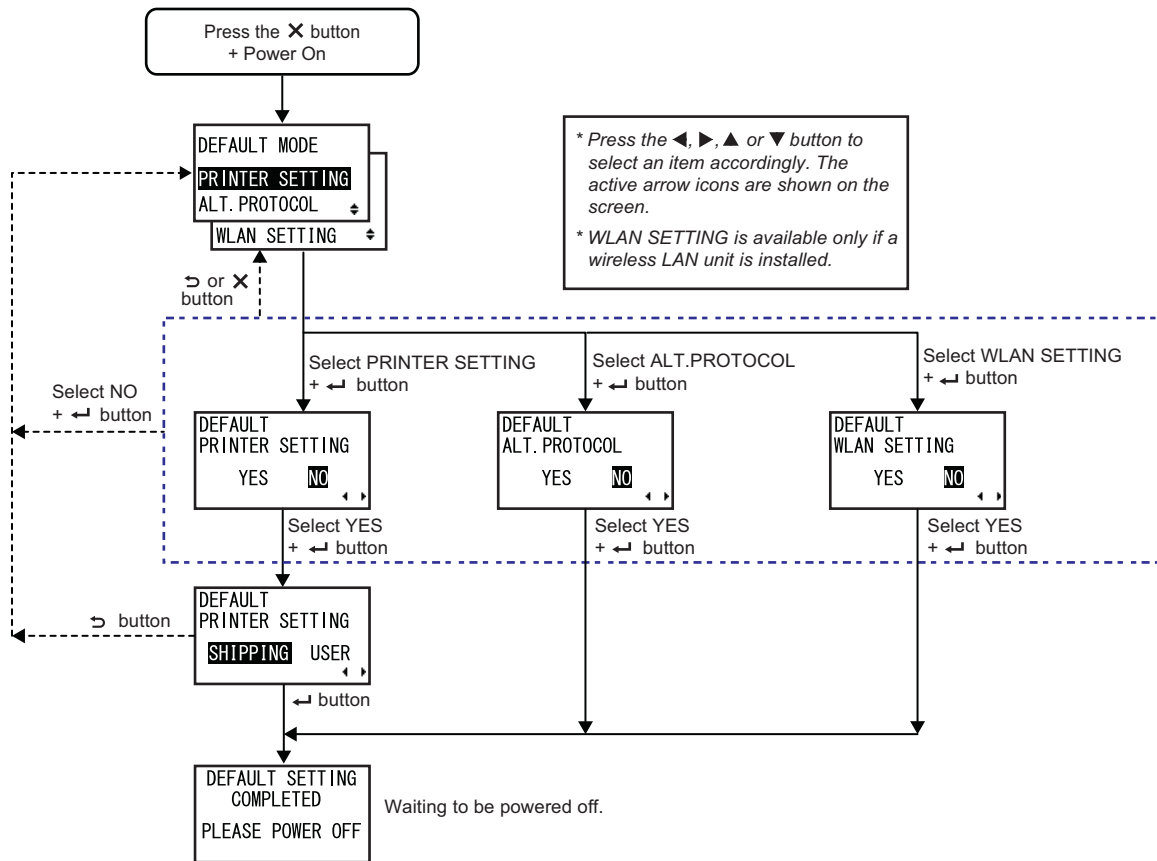 Press the ✕ button
+ Power On
DEFAULT MODE
PRINTER SETTING
ALT.PROTOCOL
WLAN SETTING
* Press the ◀, ▶, ▲ or ▼ button to
select an item accordingly. The
active arrow icons are shown on the
screen.
* WLAN SETTING is available only if a
wireless LAN unit is installed.
⮌ or ✕
button
Select NO
+ ↵ button
Select PRINTER SETTING
+ ↵ button
Select ALT.PROTOCOL
+ ↵ button
Select WLAN SETTING
+ ↵ button
DEFAULT
PRINTER SETTING
YES NO
DEFAULT
ALT.PROTOCOL
YES NO
DEFAULT
WLAN SETTING
YES NO
Select YES
+ ↵ button
Select YES
+ ↵ button
Select YES
+ ↵ button
⮌ button
DEFAULT
PRINTER SETTING
SHIPPING USER
↵ button
DEFAULT SETTING
COMPLETED
PLEASE POWER OFF
Waiting to be powered off.